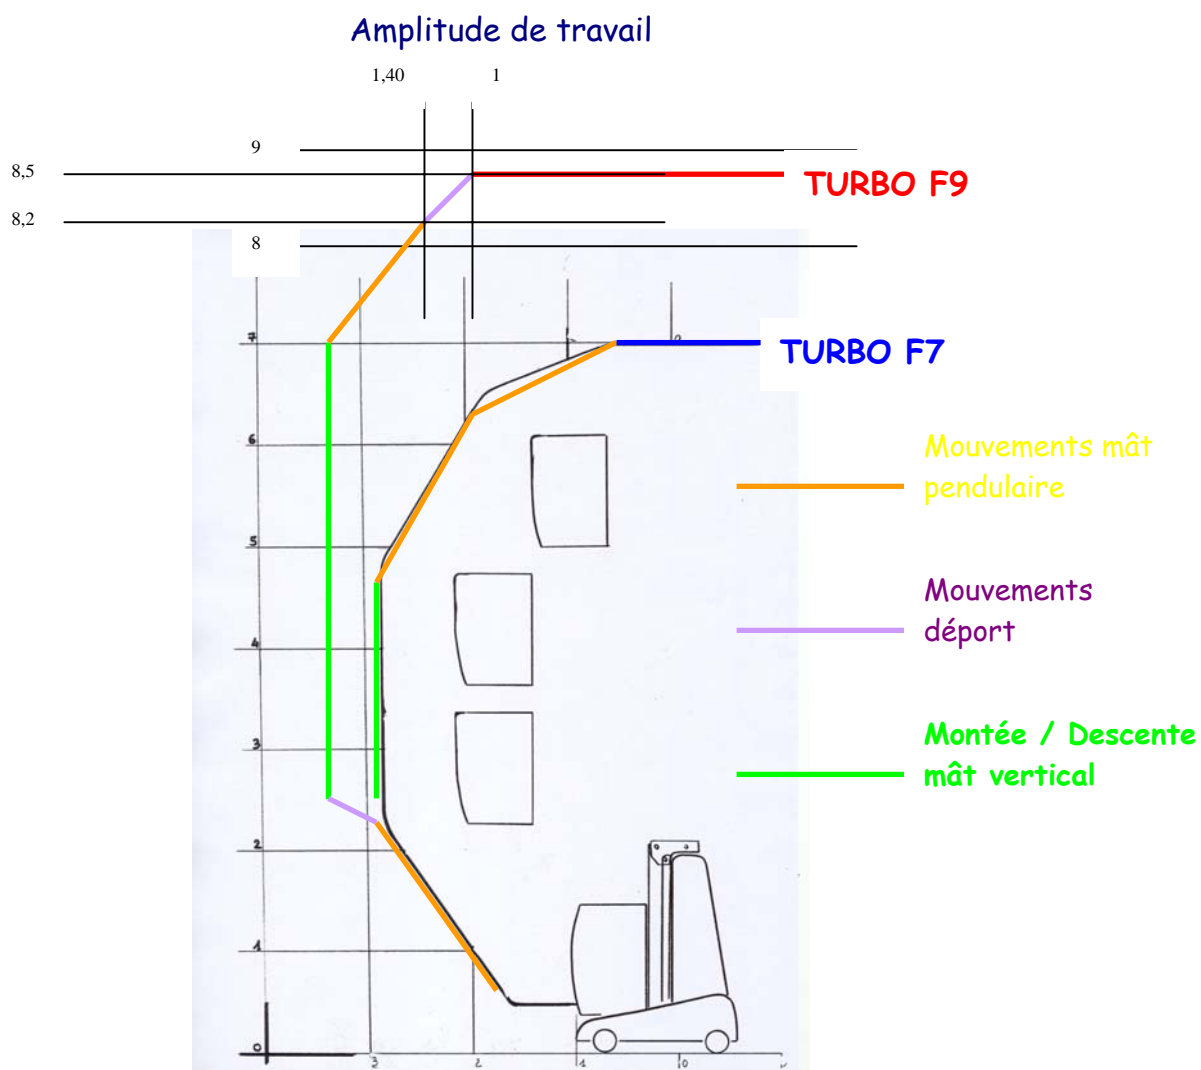 Amplitude de travail
1,40
1
9
8,5
TURBO F9
8,2
8
7
TURBO F7
6
Mouvements mât
pendulaire
5
Mouvements
déport
4
3
Montée / Descente
mât vertical
2
1
0
3
2
1
0